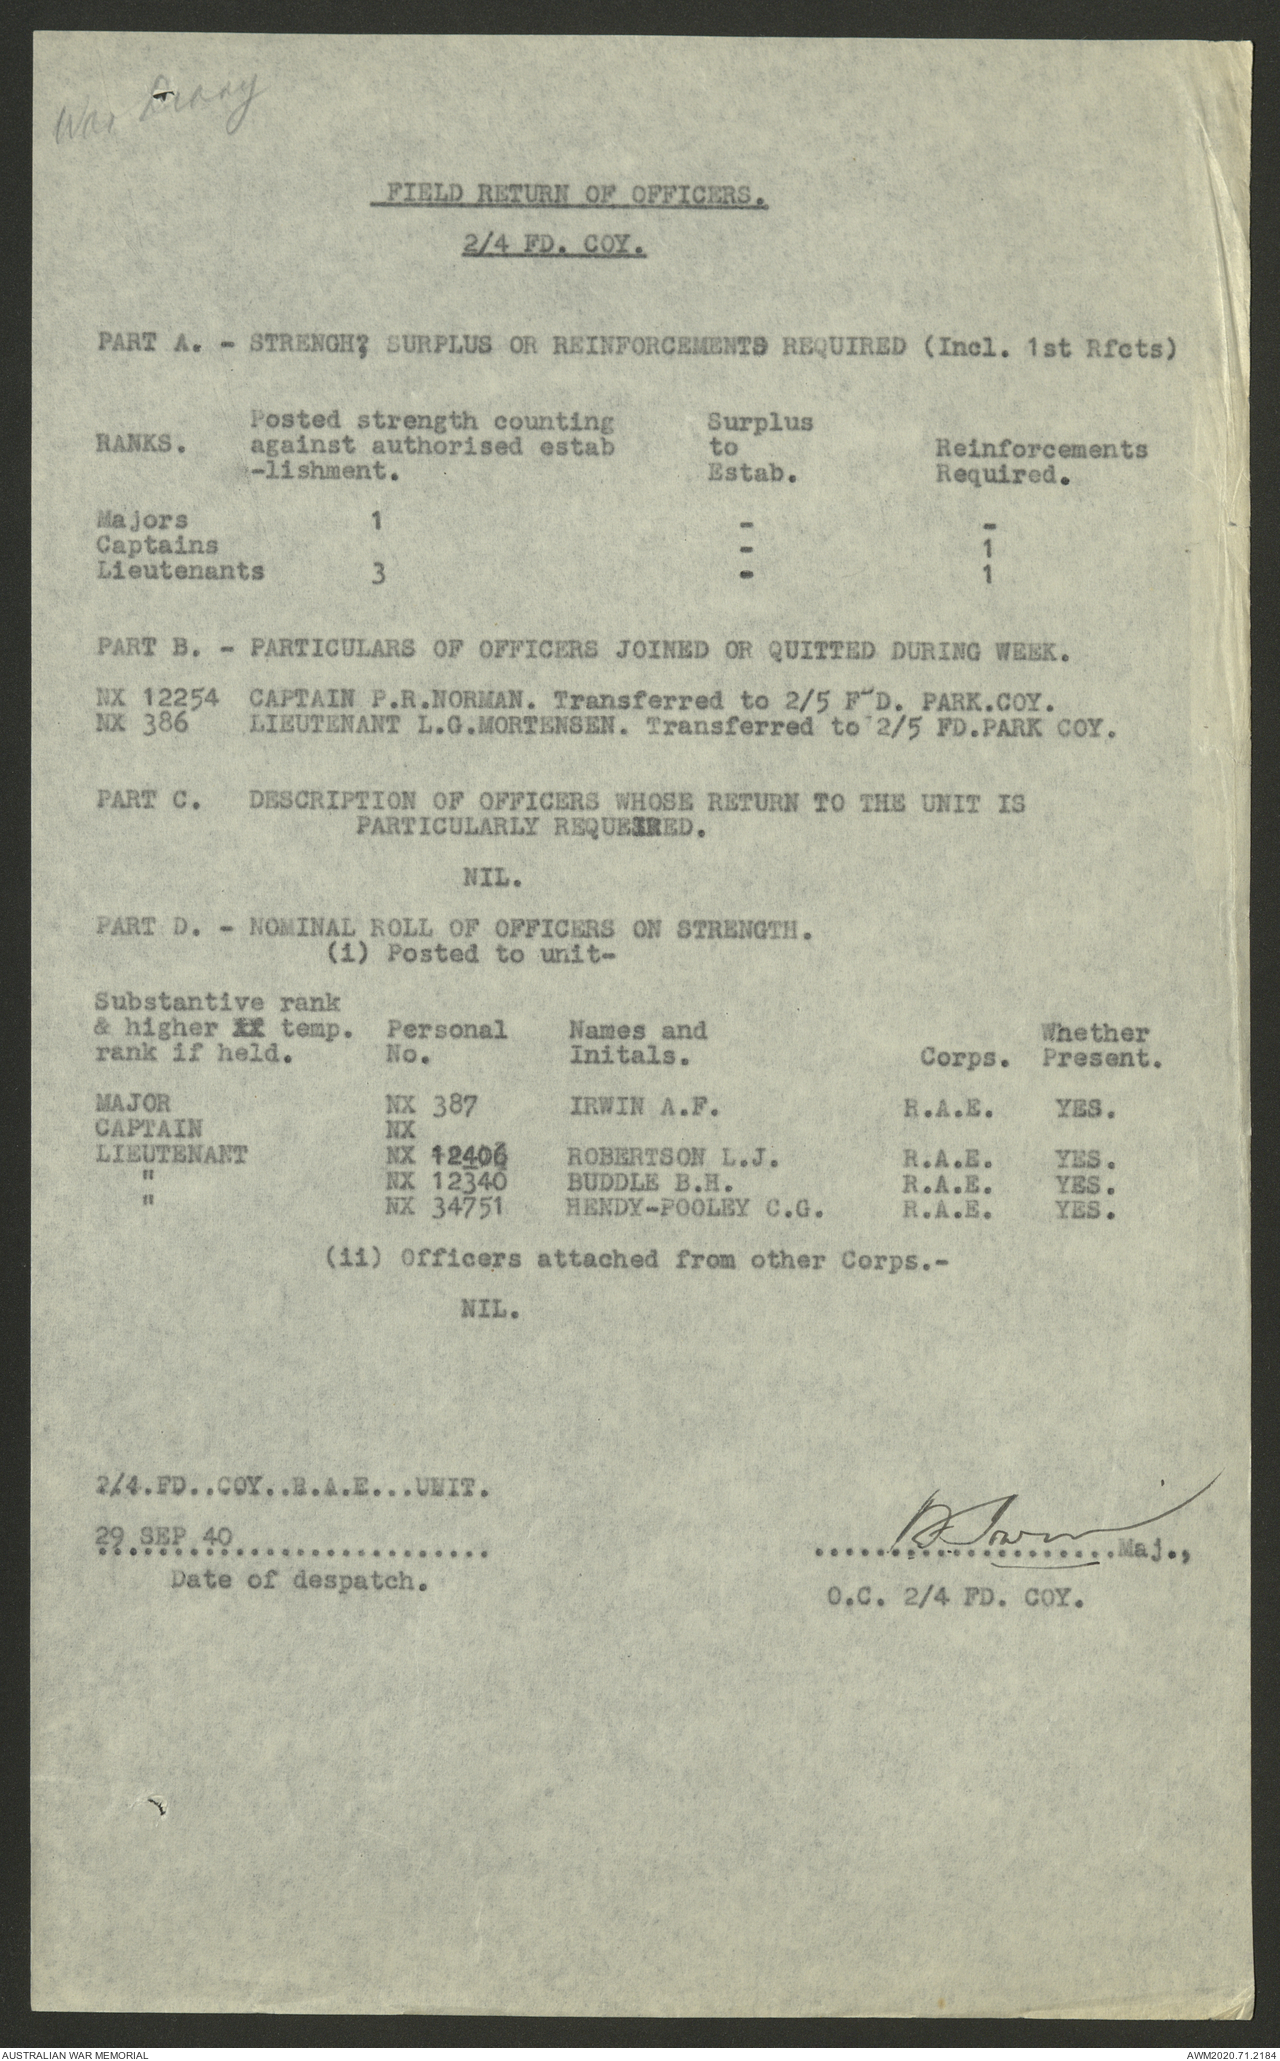 War Diary
FIELD RETURN OF OFFICERS.
2/4 FD. COY.
PART A. - STRENGH; SURPLUS OR REINFORCEMENTS REQUIRED (Incl. 1st Rfcts)
RANKS. Posted strength counting against authorised estab -lishment. Surplus to Estab. Reinforcements Required.
Majors 1 - -
Captains - 1
Lieutenants 3 - 1
PART B. - PARTICULARS OF OFFICERS JOINED OR QUITTED DURING WEEK.
NX 12254 CAPTAIN P.R.NORMAN. Transferred to 2/5 F D. PARK.COY.
NX 386 LIEUTENANT L.G.MORTENSEN. Transferred to 2/5 FD.PARK COY.
PART C. DESCRIPTION OF OFFICERS WHOSE RETURN TO THE UNIT IS
PARTICULARLY REQUIRED.
NIL.
PART D. - NOMINAL ROLL OF OFFICERS ON STRENGTH.
(i) Posted to unit-
Substantive rank
& higher temp. Personal Names and Whether
rank if held. No. Initals. Corps. Present.
MAJOR NX 387 IRWIN A.F. R.A.E. YES.
CAPTAIN NX
LIEUTENANT NX ROBERTSON L.J. R.A.E. YES.
" NX 12340 BUDDLE B.H. R.A.E. YES.
" NX 34751 HENDY-POOLEY C.G. R.A.E. YES.
(ii) Officers attached from other Corps.-
NIL.
2/4.FD..COY..R.A.E...UNIT.
29 SEP 40
Maj.,
Date of despatch.
O.C. 2/4 FD. COY.
AUSTRALIAN WAR MEMORIAL AWM2020.71.2184